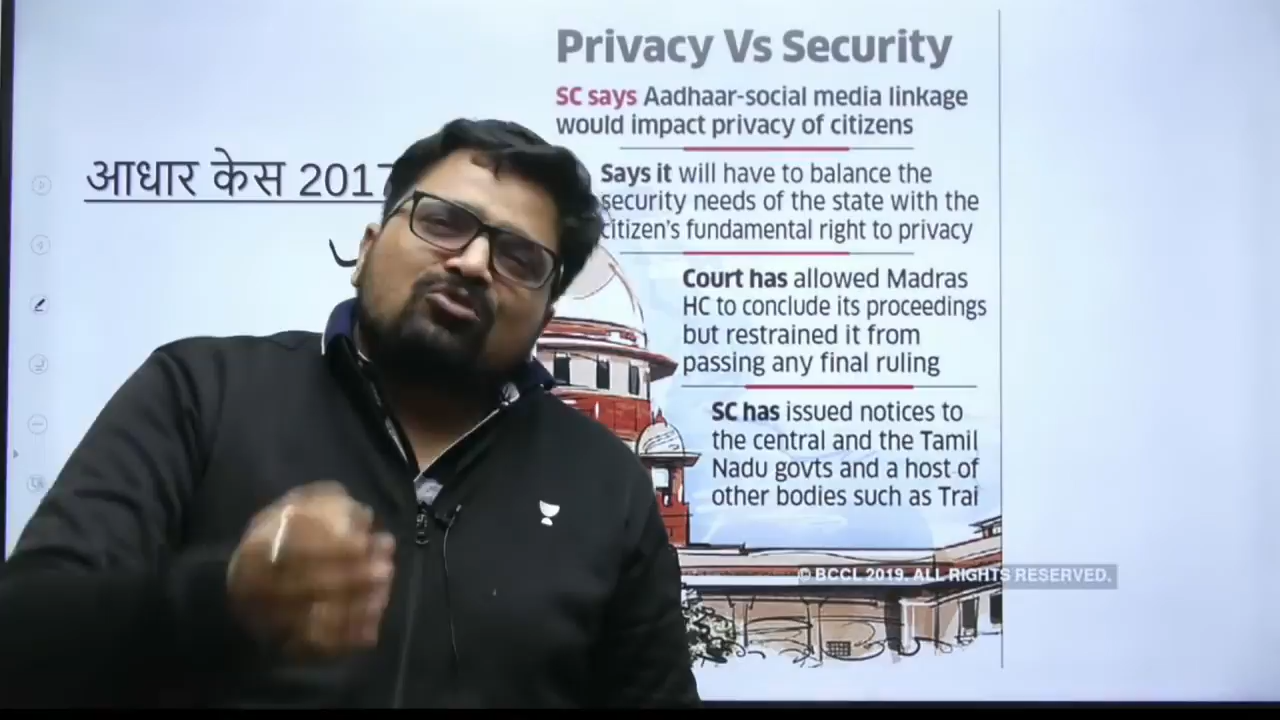 आधार केस 2017
Privacy Vs Security
SC says Aadhaar-social media linkage
would impact privacy of citizens
Says it will have to balance the
security needs of the state with the
citizen's fundamental right to privacy
Court has allowed Madras
HC to conclude its proceedings
but restrained it from
passing any final ruling
SC has issued notices to
the central and the Tamil
Nadu govts and a host of
other bodies such as Trai
© BCCL 2019. ALL RIGHTS RESERVED.